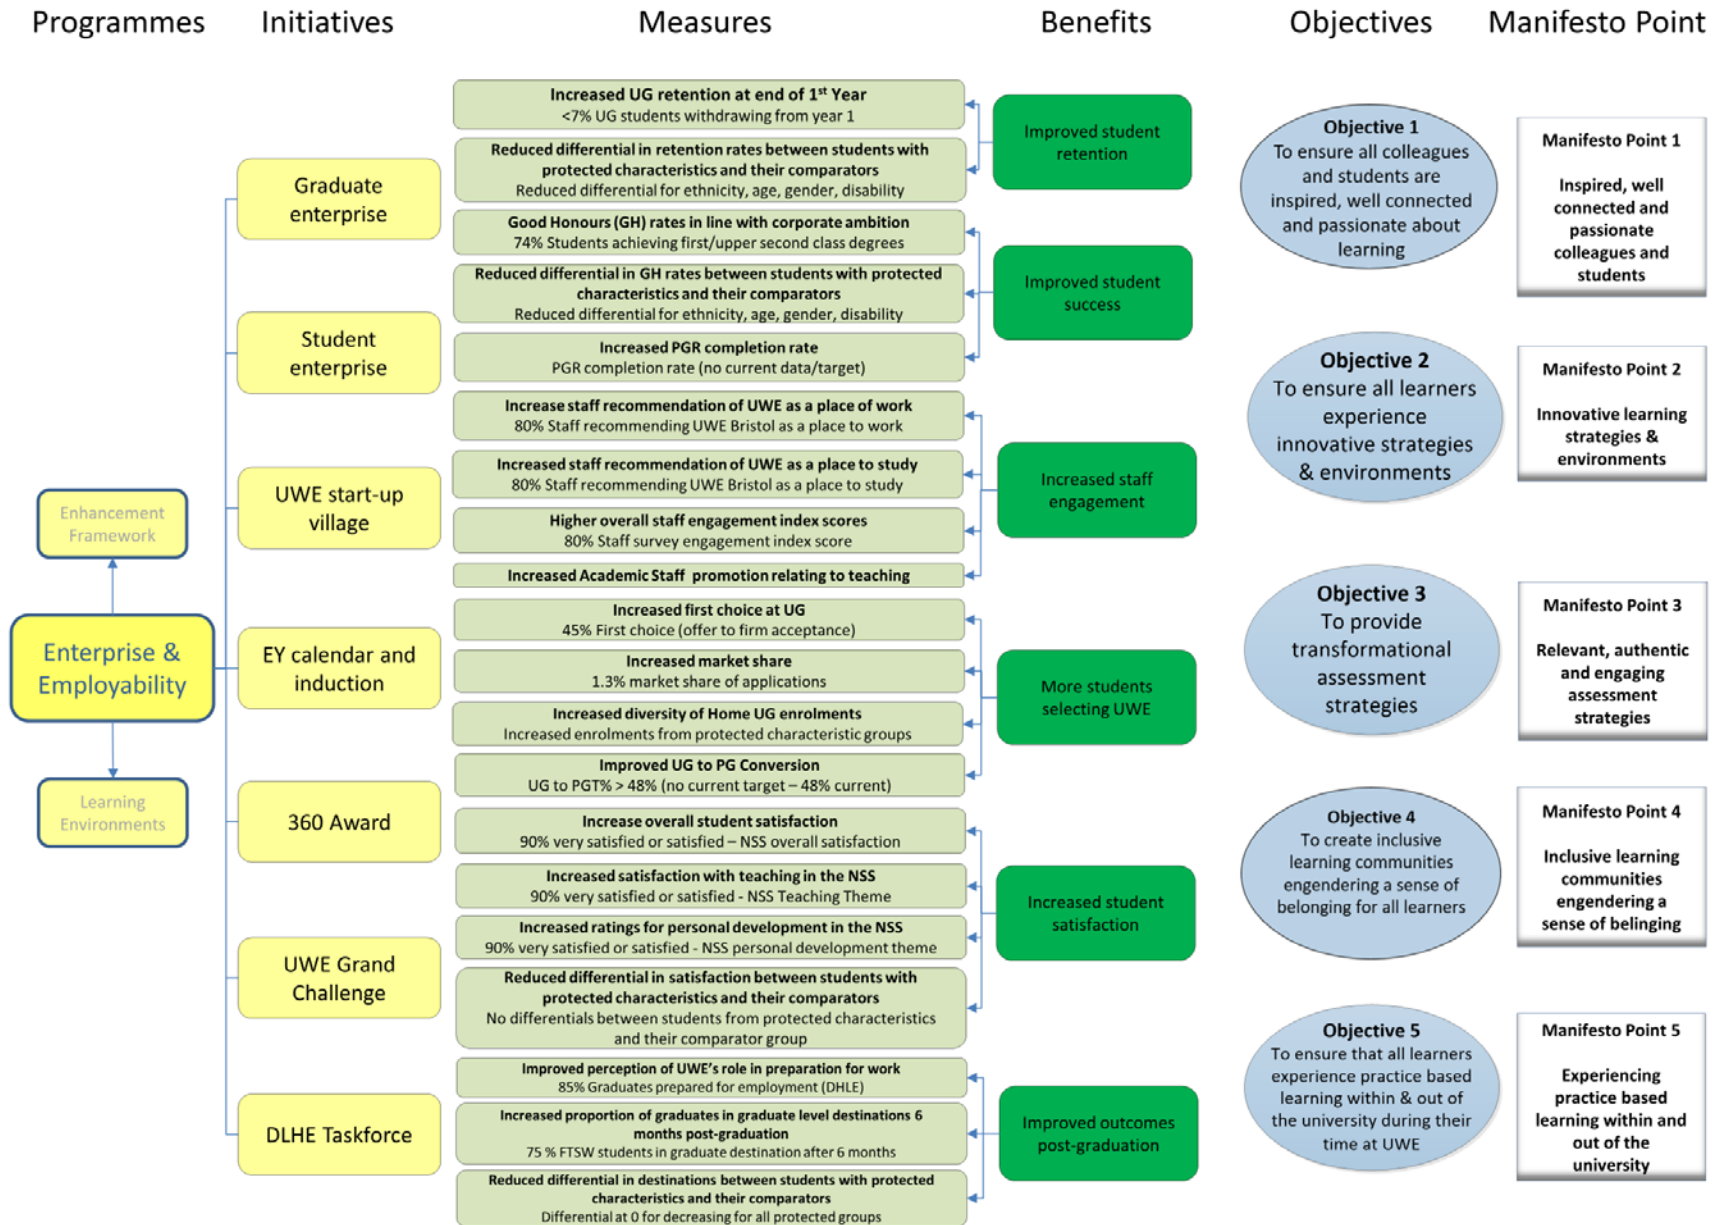 Programmes
Initiatives
Measures
Benefits
Objectives
Manifesto Point
Enhancement
Framework
Enterprise &
Employability
Learning
Environments
Graduate
enterprise
Student
enterprise
UWE start-up
village
EY calendar and
induction
360 Award
UWE Grand
Challenge
DLHE Taskforce
Increased UG retention at end of 1st Year
<7% UG students withdrawing from year 1
Reduced differential in retention rates between students with
protected characteristics and their comparators
Reduced differential for ethnicity, age, gender, disability
Good Honours (GH) rates in line with corporate ambition
74% Students achieving first/upper second class degrees
Reduced differential in GH rates between students with protected
characteristics and their comparators
Reduced differential for ethnicity, age, gender, disability
Increased PGR completion rate
PGR completion rate (no current data/target)
Increase staff recommendation of UWE as a place of work
80% Staff recommending UWE Bristol as a place to work
Increased staff recommendation of UWE as a place to study
80% Staff recommending UWE Bristol as a place to study
Higher overall staff engagement index scores
80% Staff survey engagement index score
Increased Academic Staff promotion relating to teaching
Increased first choice at UG
45% First choice (offer to firm acceptance)
Increased market share
1.3% market share of applications
Increased diversity of Home UG enrolments
Increased enrolments from protected characteristic groups
Improved UG to PG Conversion
UG to PGT% > 48% (no current target – 48% current)
Increase overall student satisfaction
90% very satisfied or satisfied – NSS overall satisfaction
Increased satisfaction with teaching in the NSS
90% very satisfied or satisfied - NSS Teaching Theme
Increased ratings for personal development in the NSS
90% very satisfied or satisfied - NSS personal development theme
Reduced differential in satisfaction between students with
protected characteristics and their comparators
No differentials between students from protected characteristics
and their comparator group
Improved perception of UWE's role in preparation for work
85% Graduates prepared for employment (DHLE)
Increased proportion of graduates in graduate level destinations 6
months post-graduation
75 % FTSW students in graduate destination after 6 months
Reduced differential in destinations between students with protected
characteristics and their comparators
Differential at 0 for decreasing for all protected groups
Improved student
retention
Improved student
success
Increased staff
engagement
More students
selecting UWE
Increased student
satisfaction
Improved outcomes
post-graduation
Objective 1
To ensure all colleagues
and students are
inspired, well connected
and passionate about
learning
Objective 2
To ensure all learners
experience
innovative strategies
& environments
Objective 3
To provide
transformational
assessment
strategies
Objective 4
To create inclusive
learning communities
engendering a sense of
belonging for all learners
Objective 5
To ensure that all learners
experience practice based
learning within & out of
the university during their
time at UWE
Manifesto Point 1
Inspired, well
connected and
passionate
colleagues and
students
Manifesto Point 2
Innovative learning
strategies &
environments
Manifesto Point 3
Relevant, authentic
and engaging
assessment
strategies
Manifesto Point 4
Inclusive learning
communities
engendering a
sense of belinging
Manifesto Point 5
Experiencing
practice based
learning within and
out of the
university